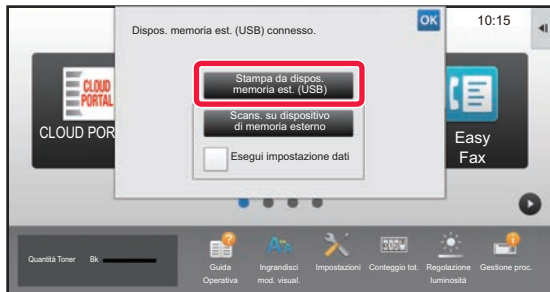 Dispos. memoria est. (USB) connesso.
OK
10:15
Stampa da dispos.
memoria est. (USB)
Scans. su dispositivo
di memoria esterno
Esegui impostazione dati
CLOUD
PORTAL
CLOUD POR
Easy
Fax
Quantità Toner
Bk
Guida
Operativa
Ingrandisci
mod. visual.
Impostazioni
Conteggio tot.
Regolazione
luminosità
Gestione proc.